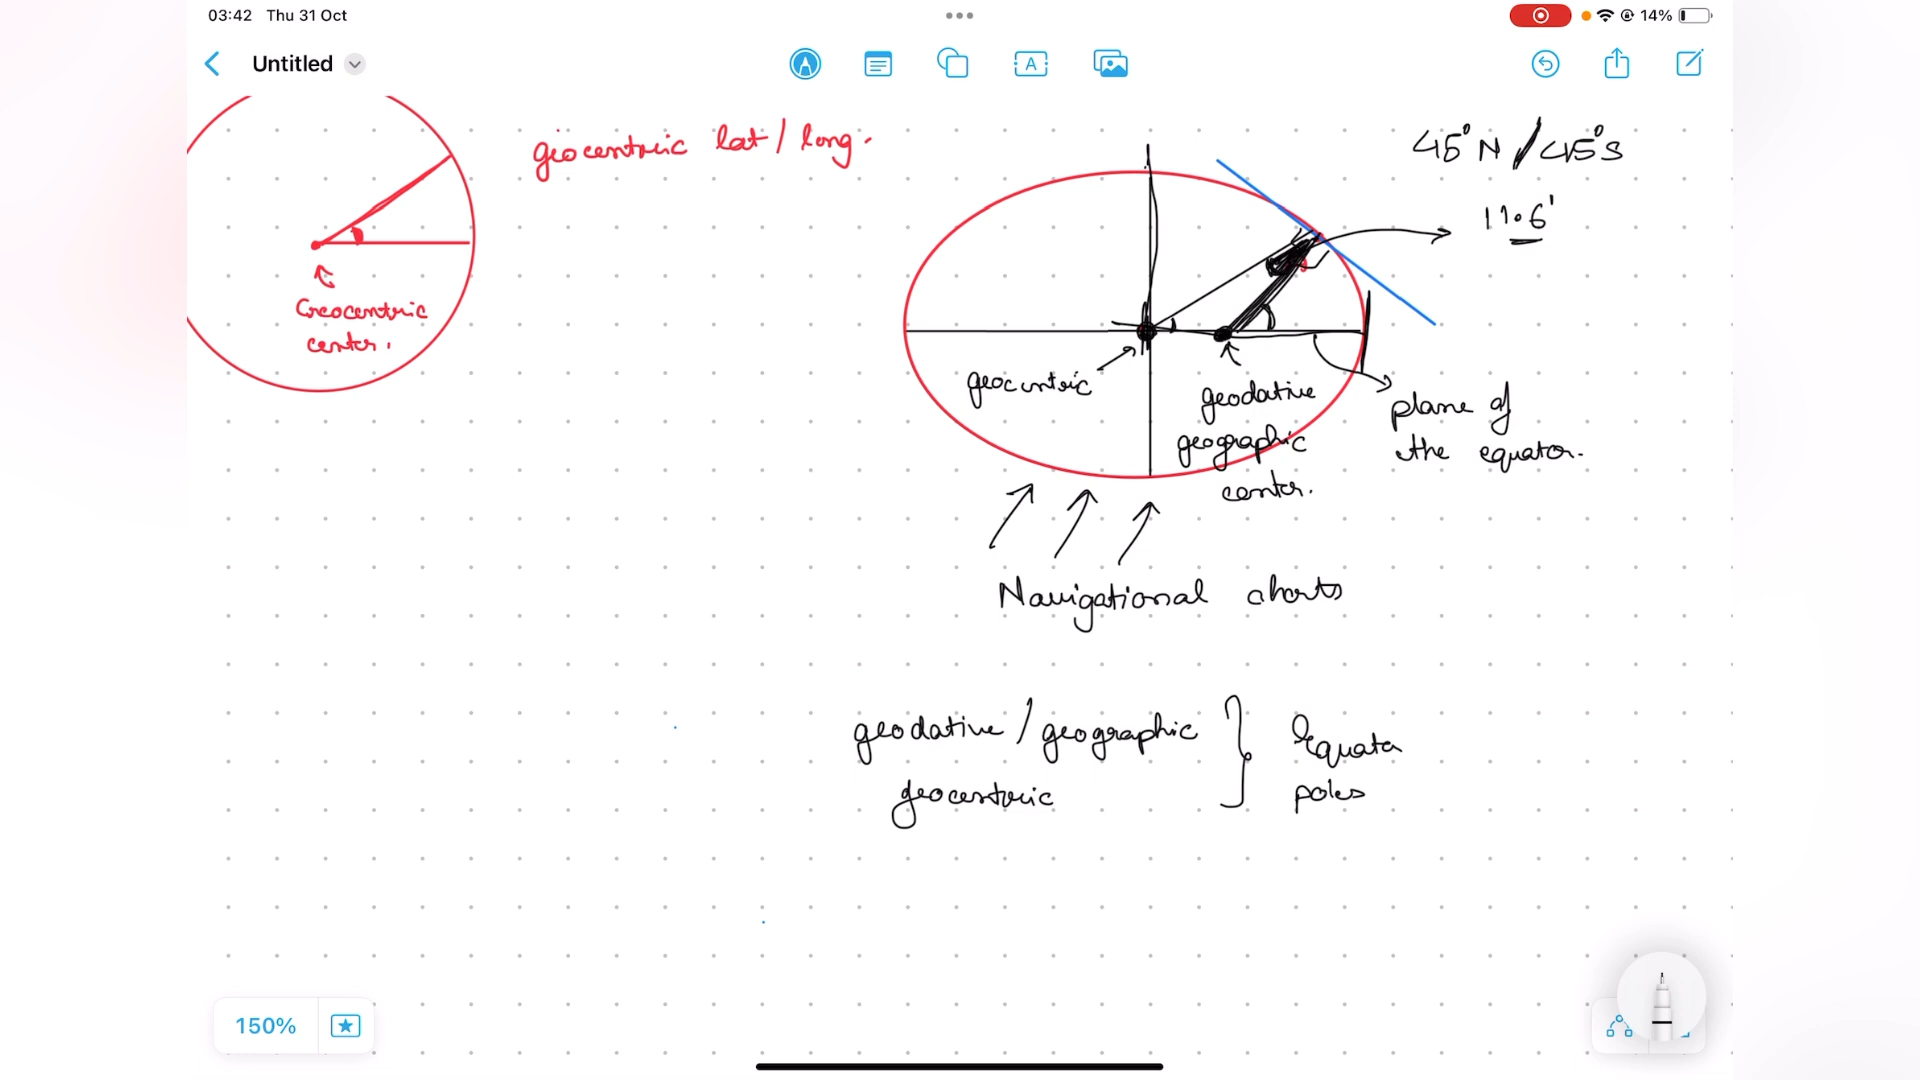 03:42 Thu 31 Oct
14%
Untitled
A
geocentric lat / long.
45° N / 45° S
11.6'
Geocentric
center.
geocentric
geodative
geographic
center.
plane of
the equator.
Navigational charts
geodative / geographic
geocentric
Equator
poles
150%